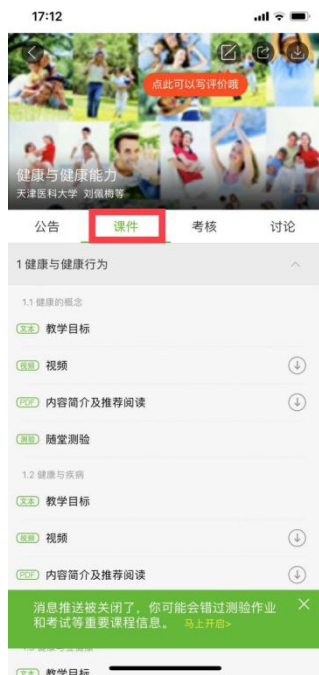 17:12
点此可以写评价哦
健康与健康能力
天津医科大学 刘佩梅等
公告 课件 考核 讨论
1 健康与健康行为
1.1 健康的概念
文本 教学目标
视频 视频
PDF 内容简介及推荐阅读
测验 随堂测验
1.2 健康与疾病
文本 教学目标
视频 视频
PDF 内容简介及推荐阅读
消息推送被关闭了，你可能会错过测验作业
和考试等重要课程信息。 马上开启>
文本 教学目标